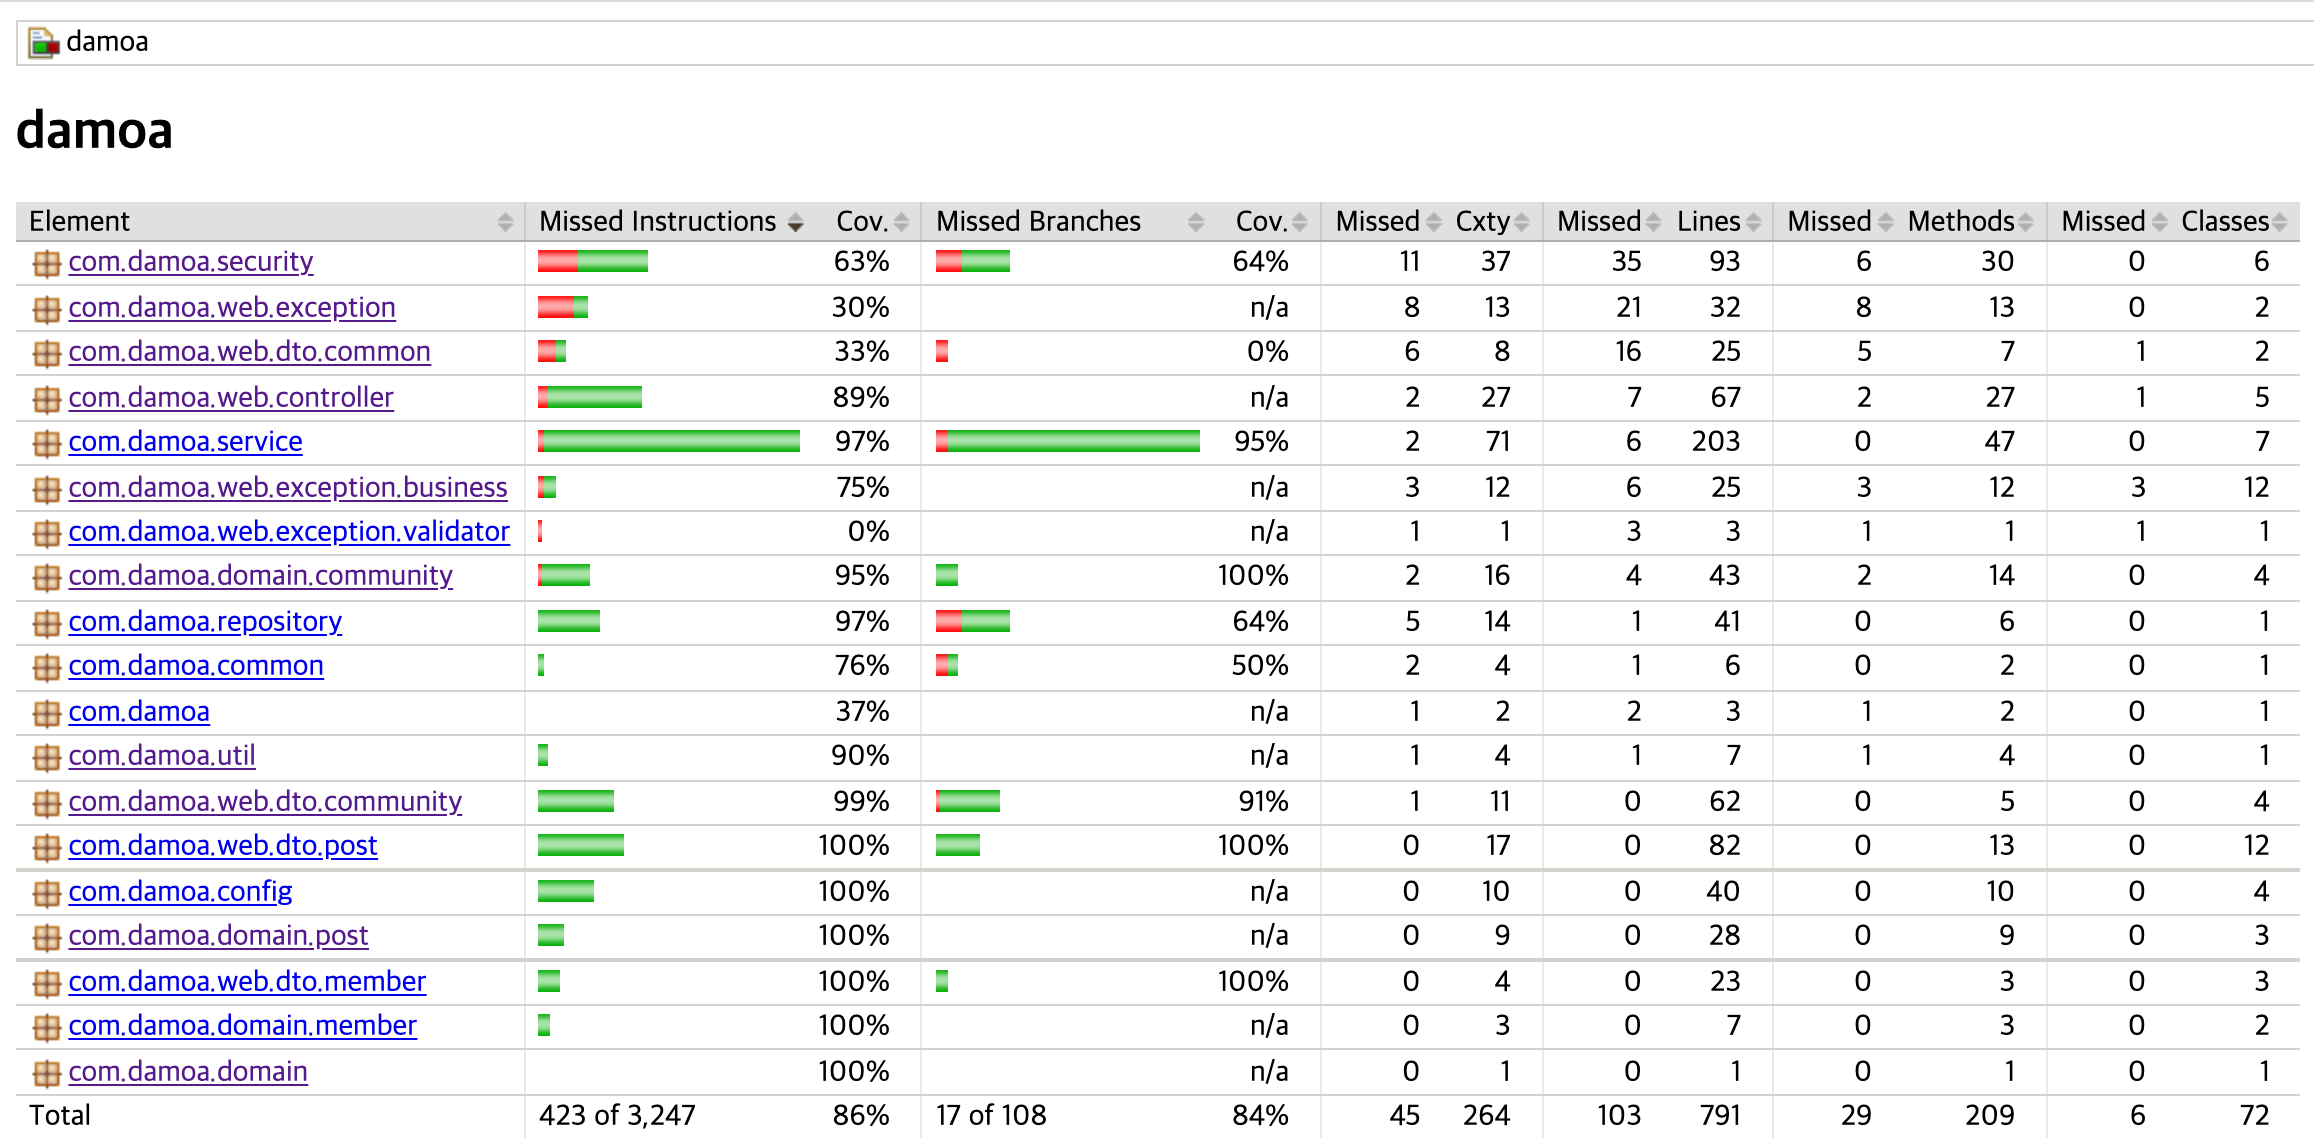 damoa
damoa
Element Missed Instructions Cov. Missed Branches Cov. Missed Cxty Missed Lines Missed Methods Missed Classes
com.damoa.security 63% 64% 11 37 35 93 6 30 0 6
com.damoa.web.exception 30% n/a 8 13 21 32 8 13 0 2
com.damoa.web.dto.common 33% 0% 6 8 16 25 5 7 1 2
com.damoa.web.controller 89% n/a 2 27 7 67 2 27 1 5
com.damoa.service 97% 95% 2 71 6 203 0 47 0 7
com.damoa.web.exception.business 75% n/a 3 12 6 25 3 12 3 12
com.damoa.web.exception.validator 0% n/a 1 1 3 3 1 1 1 1
com.damoa.domain.community 95% 100% 2 16 4 43 2 14 0 4
com.damoa.repository 97% 64% 5 14 1 41 0 6 0 1
com.damoa.common 76% 50% 2 4 1 6 0 2 0 1
com.damoa 37% n/a 1 2 2 3 1 2 0 1
com.damoa.util 90% n/a 1 4 1 7 1 4 0 1
com.damoa.web.dto.community 99% 91% 1 11 0 62 0 5 0 4
com.damoa.web.dto.post 100% 100% 0 17 0 82 0 13 0 12
com.damoa.config 100% n/a 0 10 0 40 0 10 0 4
com.damoa.domain.post 100% n/a 0 9 0 28 0 9 0 3
com.damoa.web.dto.member 100% 100% 0 4 0 23 0 3 0 3
com.damoa.domain.member 100% n/a 0 3 0 7 0 3 0 2
com.damoa.domain 100% n/a 0 1 0 1 0 1 0 1
Total 423 of 3,247 86% 17 of 108 84% 45 264 103 791 29 209 6 72